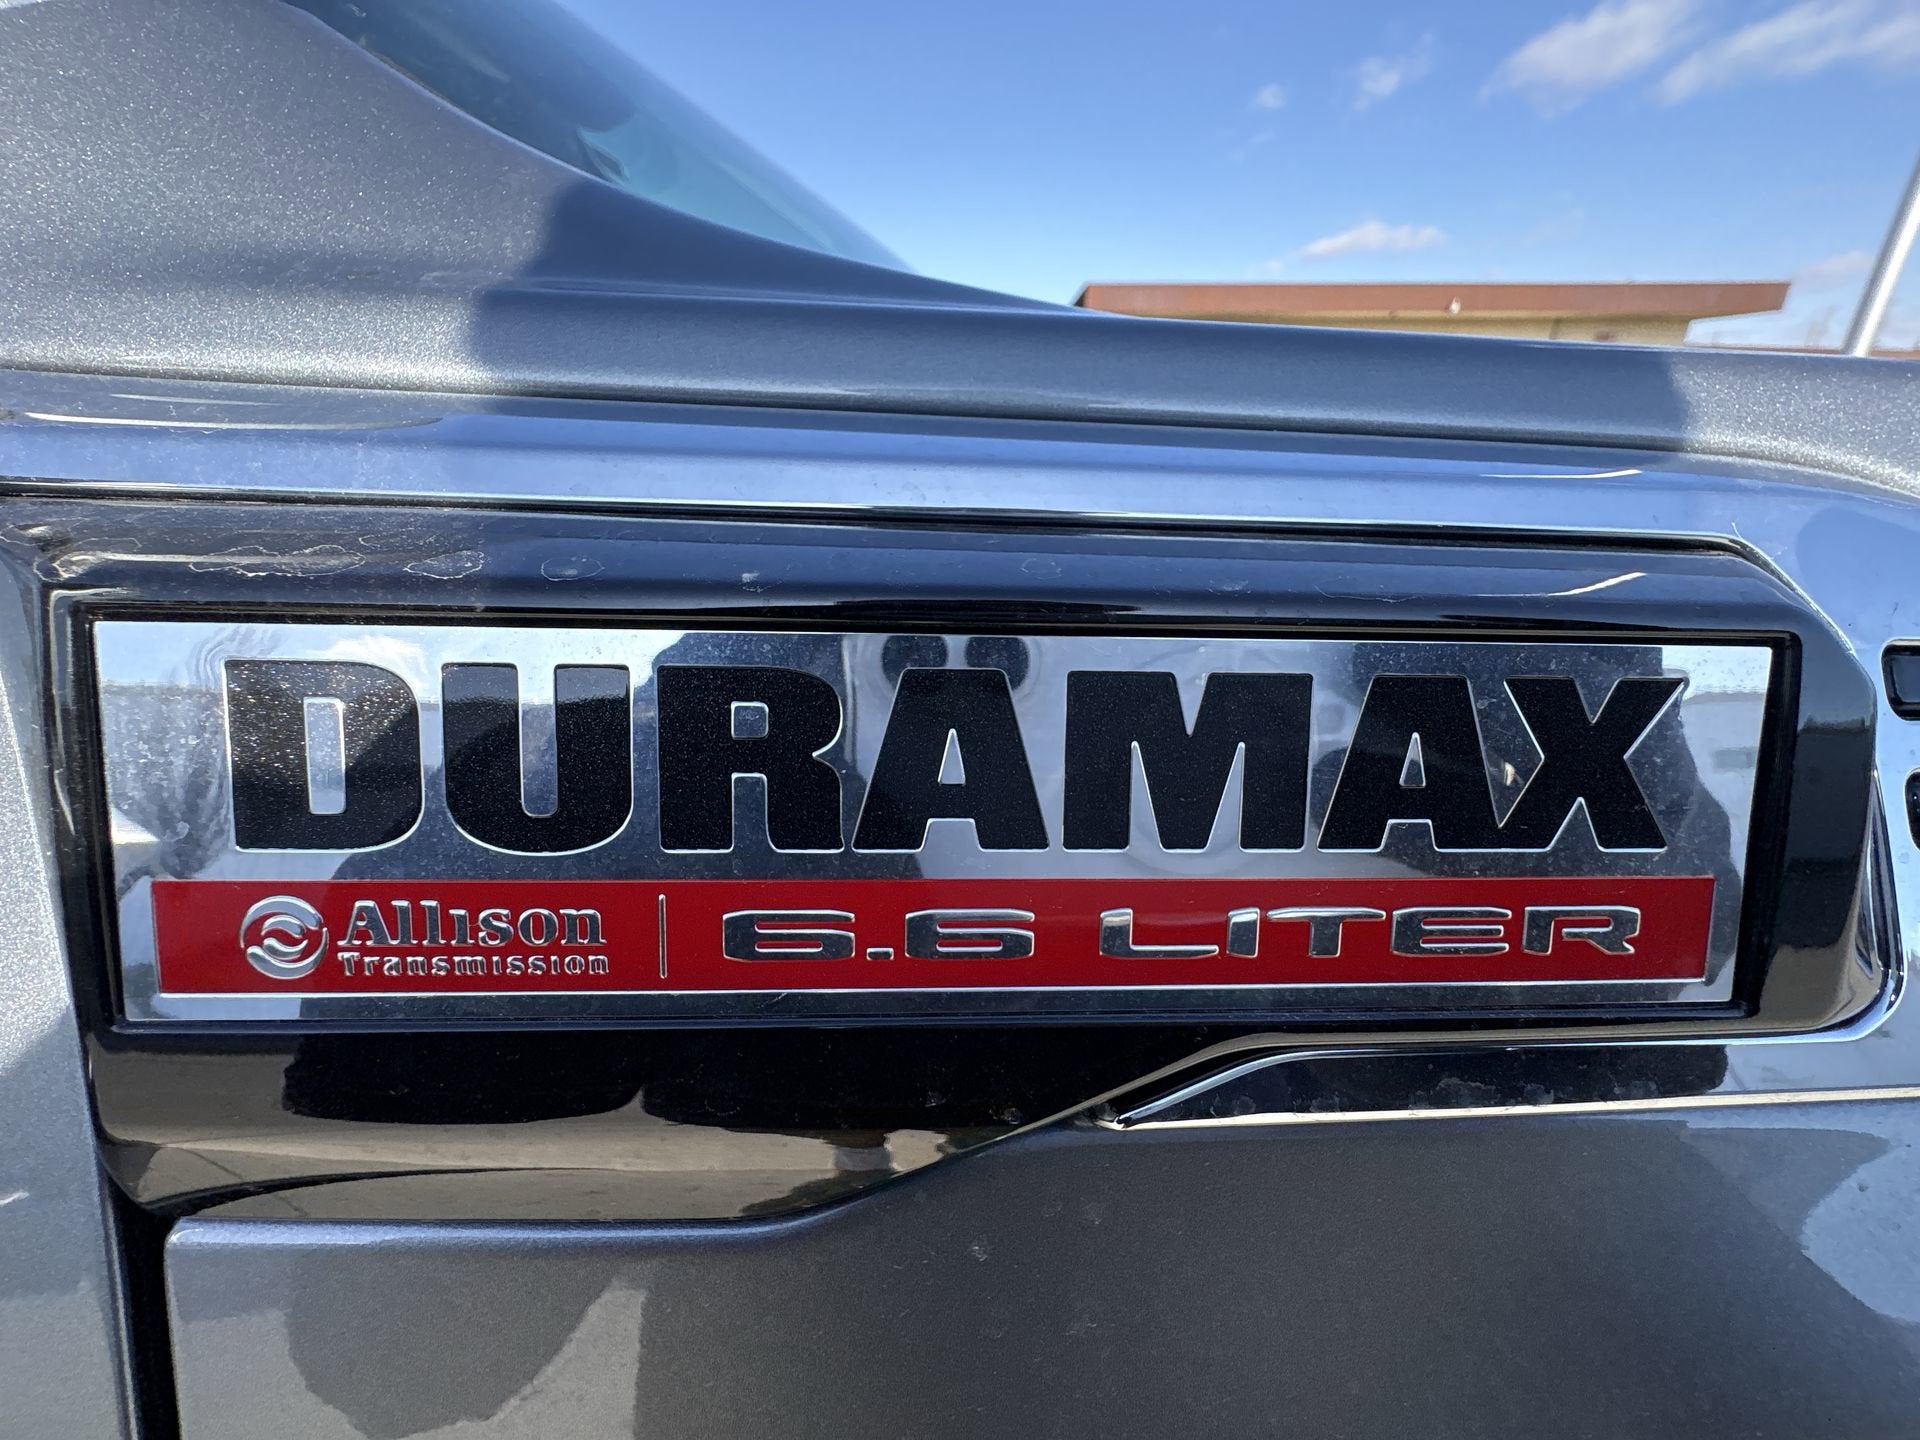 DURAMAX
Allison Transmission 6.6 LITER